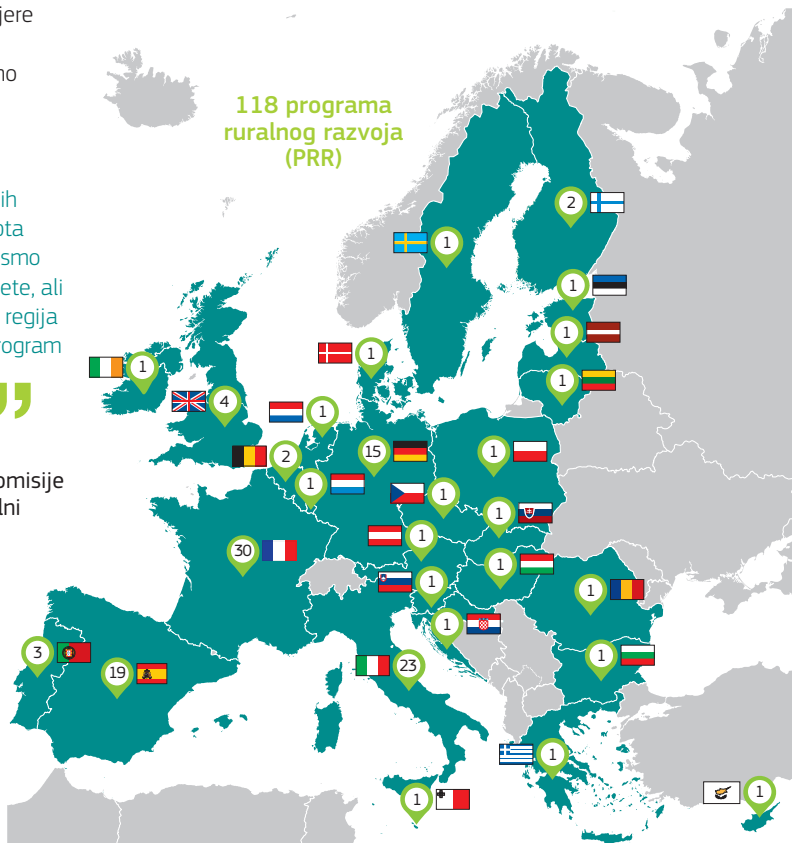 jere
no
118 programa
ruralnog razvoja
(PRR)
ih
ota
smo
ete, ali
regija
rogram
”
omisije
lni
2
1
1
1
1
1
1
4
1
2
15
1
1
1
1
1
30
1
1
1
1
3
19
23
1
1
1
1